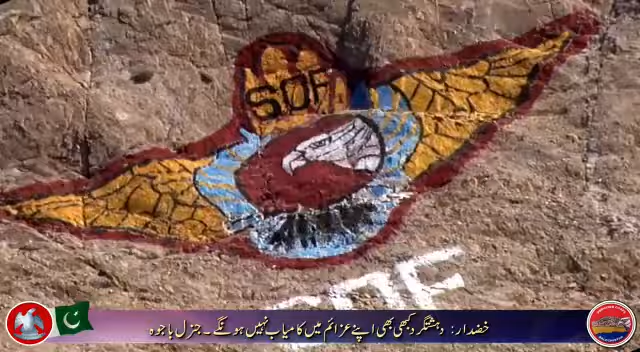 SOF
خضدار: دہشتگرد کبھی بھی اپنے عزائم میں کامیاب نہیں ہونگے ۔ جنرل باجوہ